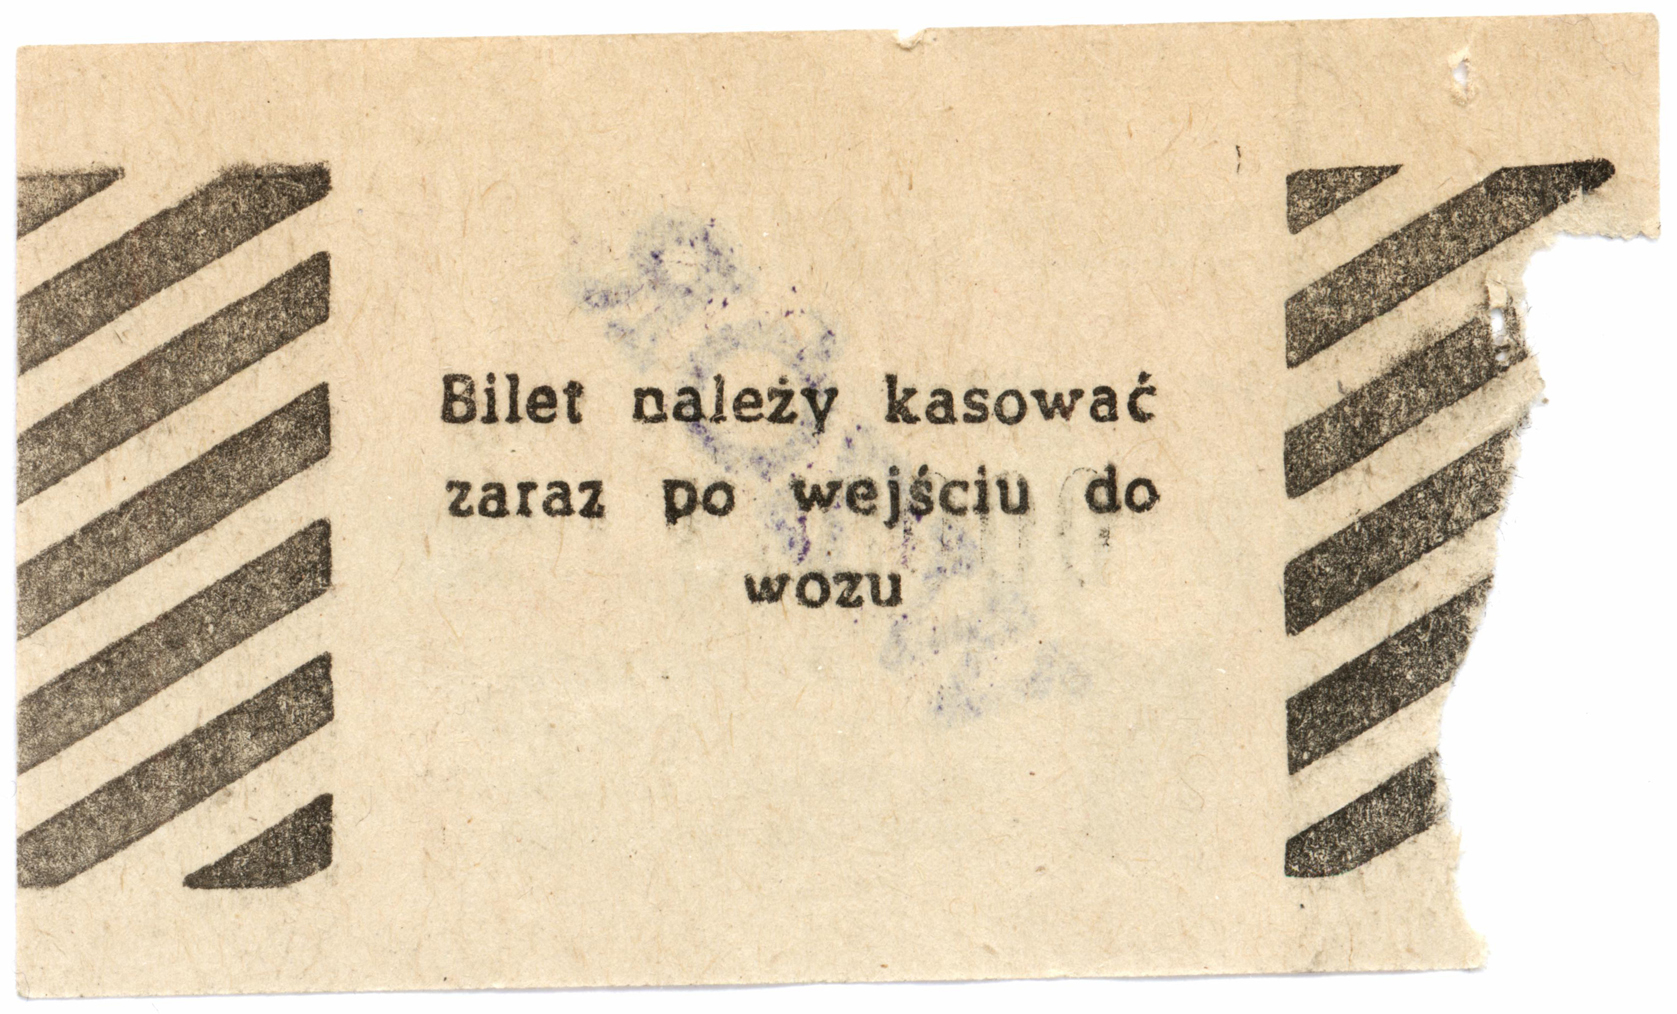 Bilet należy kasować
zaraz po wejściu do
wozu